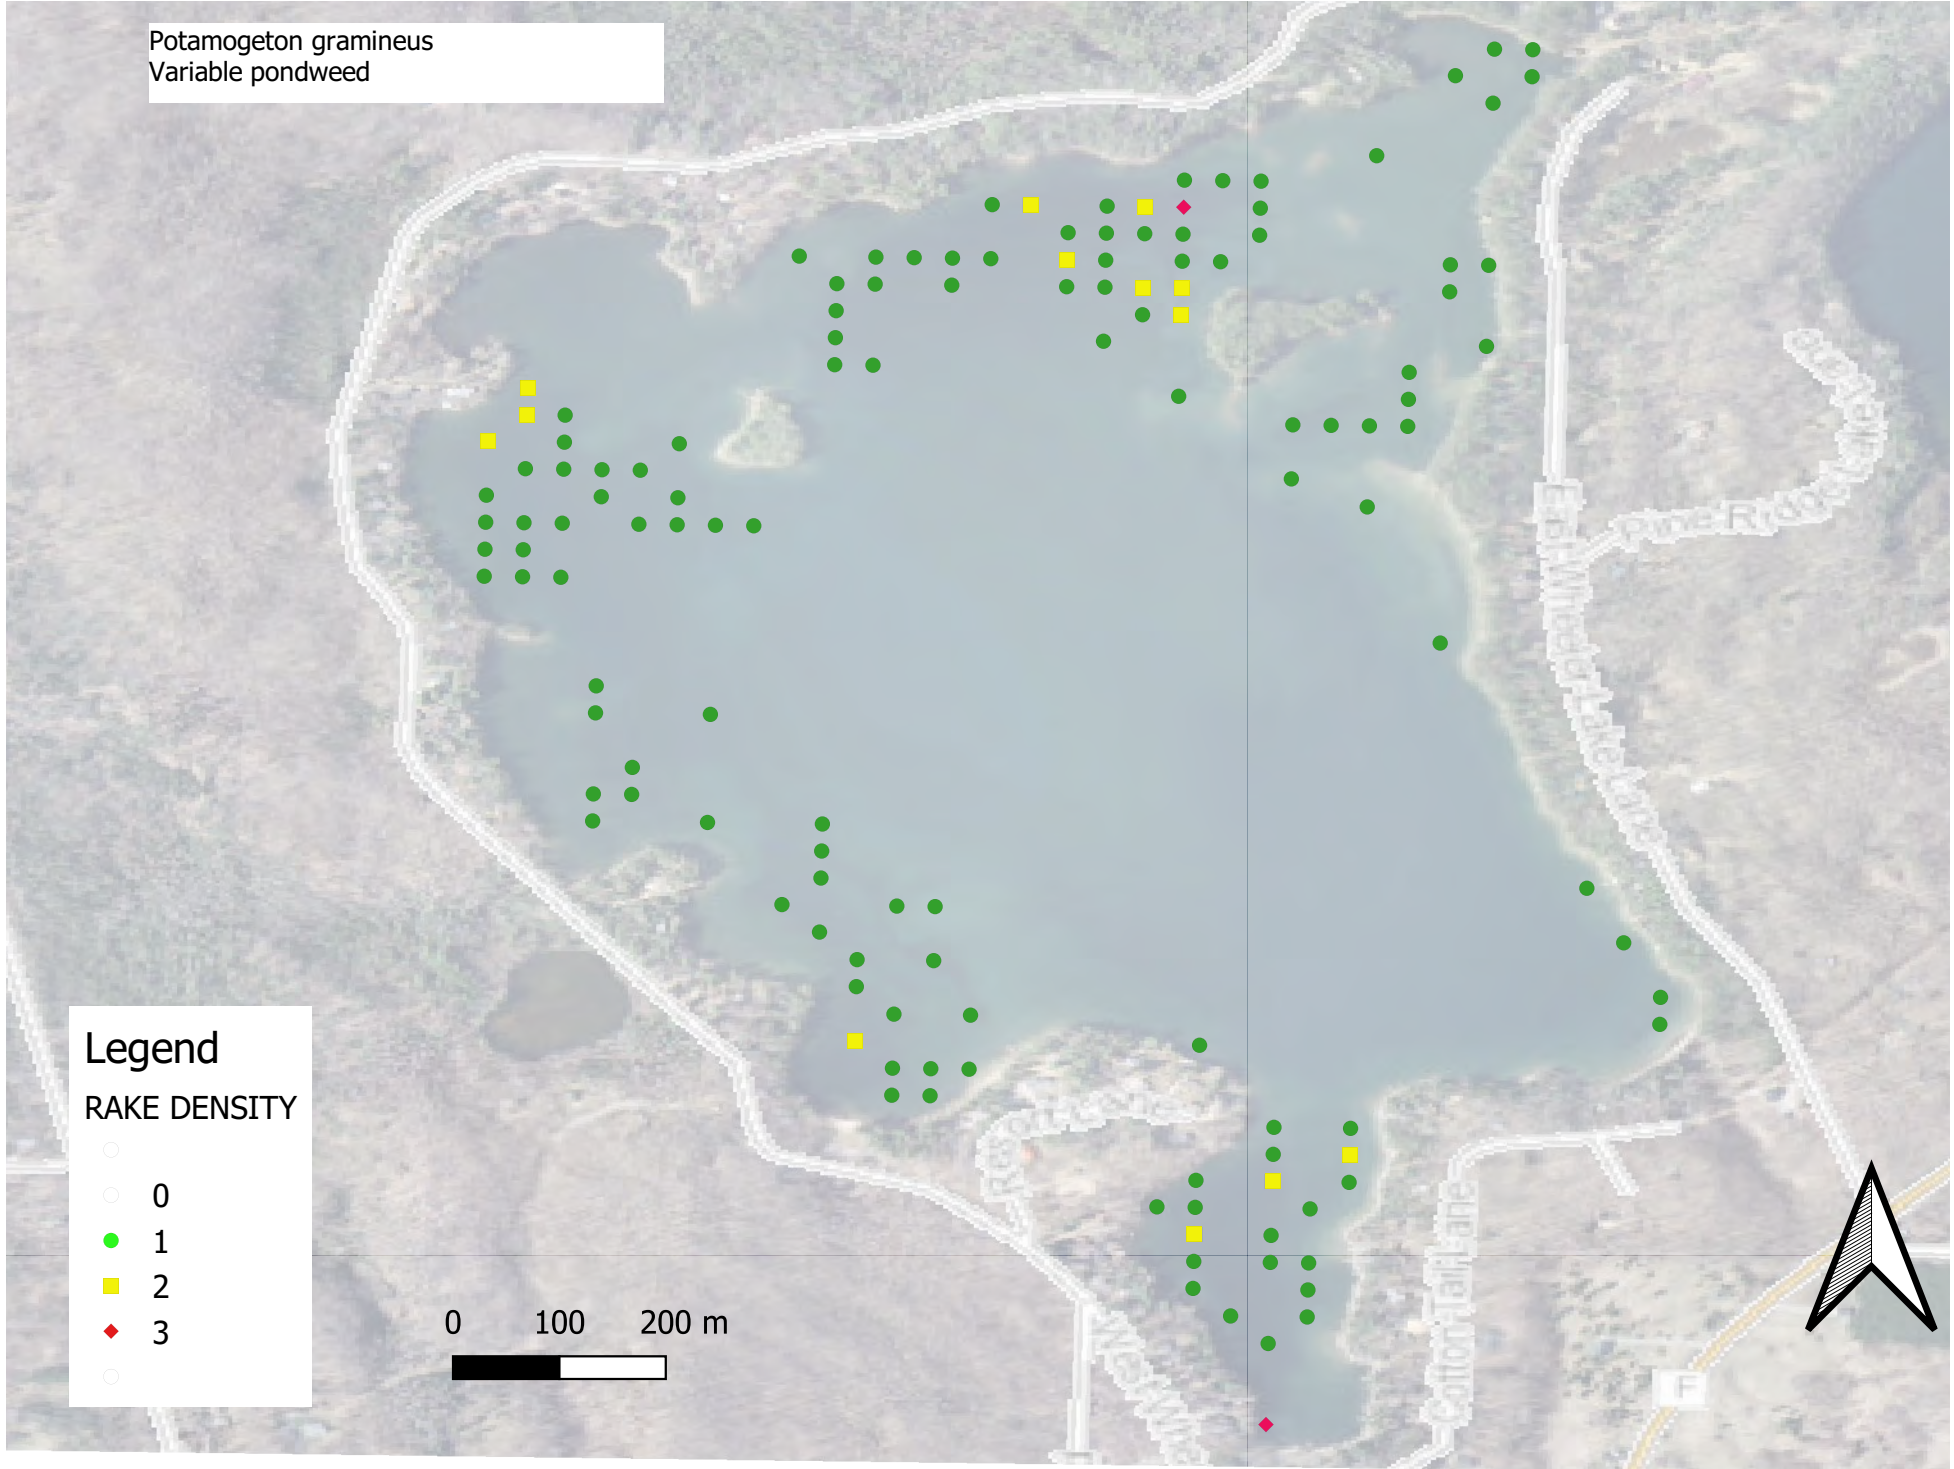 Potamogeton gramineus
Variable pondweed
Legend
RAKE DENSITY
0
1
2
3
0 100 200 m
F